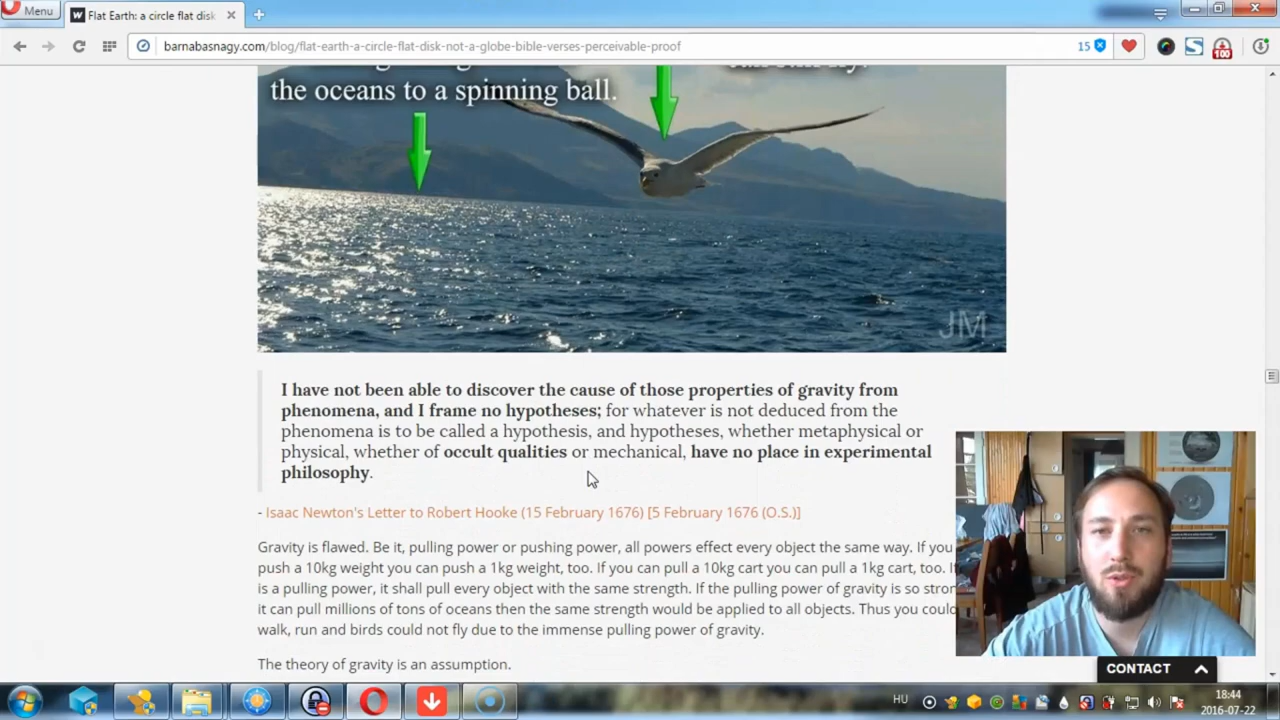 Menu
Flat Earth: a circle flat disk
barnabasnagy.com/blog/flat-earth-a-circle-flat-disk-not-a-globe-bible-verses-perceivable-proof
15
100
the oceans to a spinning ball.
JM
I have not been able to discover the cause of those properties of gravity from
phenomena, and I frame no hypotheses; for whatever is not deduced from the
phenomena is to be called a hypothesis, and hypotheses, whether metaphysical or
physical, whether of occult qualities or mechanical, have no place in experimental
philosophy.
- Isaac Newton's Letter to Robert Hooke (15 February 1676) [5 February 1676 (O.S.)]
Gravity is flawed. Be it, pulling power or pushing power, all powers effect every object the same way. If you
push a 10kg weight you cęn push a 1kg weight, too. If you can pull a 10kg cart you can pull a 1kg cart, too.
is a pulling power, it shall pull every object with the same strength. If the pulling power of gravity is so stron
it can pull millions of tons of oceans then the same strength would be applied to all objects. Thus you could
walk, run and birds could not fly due to the immense pulling power of gravity.
The theory of gravity is an assumption.
CONTACT
HU
18:44
2016-07-22